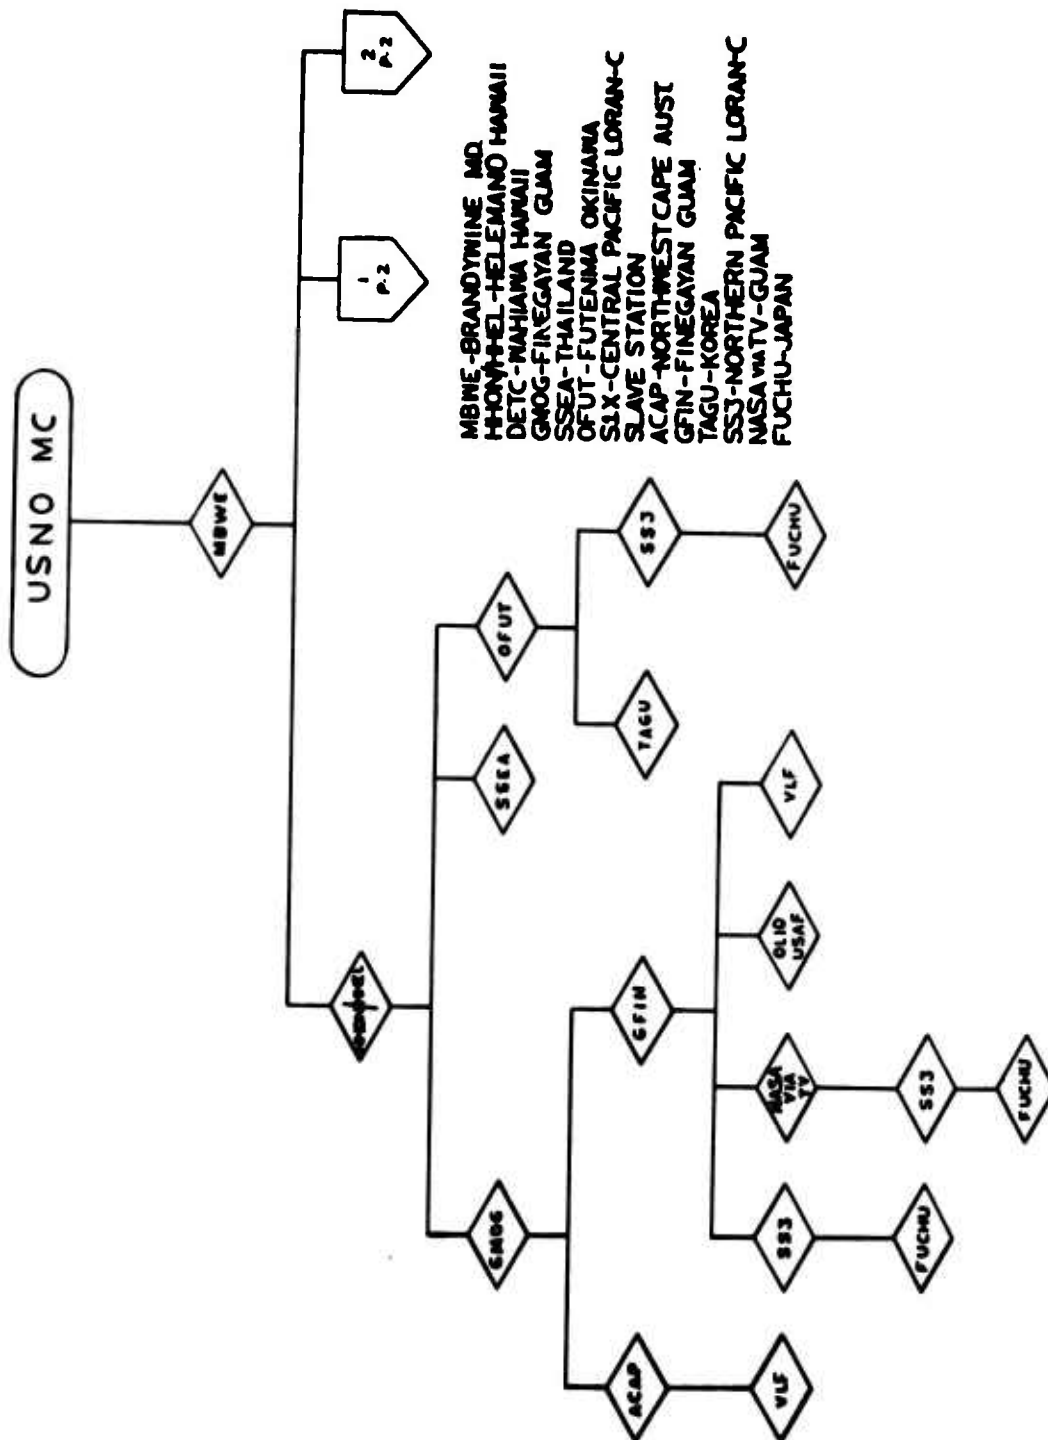 USNO MC
MBWE
1
P.2
2
P.2
GMOG
SSEA
OFUT
ACAP
GFIN
TAGU
SS3
VLF
SS3
NASA
VIA
TV
OL10
USAF
VLF
FUCHU
FUCHU
SS3
FUCHU
MBWE-BRANDYWINE MD.
HHON/HHEL-HELEMANO HAWAII
DETC-WAHIAWA HAWAII
GMOG-FINEGAYAN GUAM
SSEA-THAILAND
OFUT-FUTENMA OKINAWA
S1X-CENTRAL PACIFIC LORAN-C
SLAVE STATION
ACAP-NORTHWEST CAPE AUST
GFIN-FINEGAYAN GUAM
TAGU-KOREA
SS3-NORTHERN PACIFIC LORAN-C
NASA VIA TV-GUAM
FUCHU-JAPAN